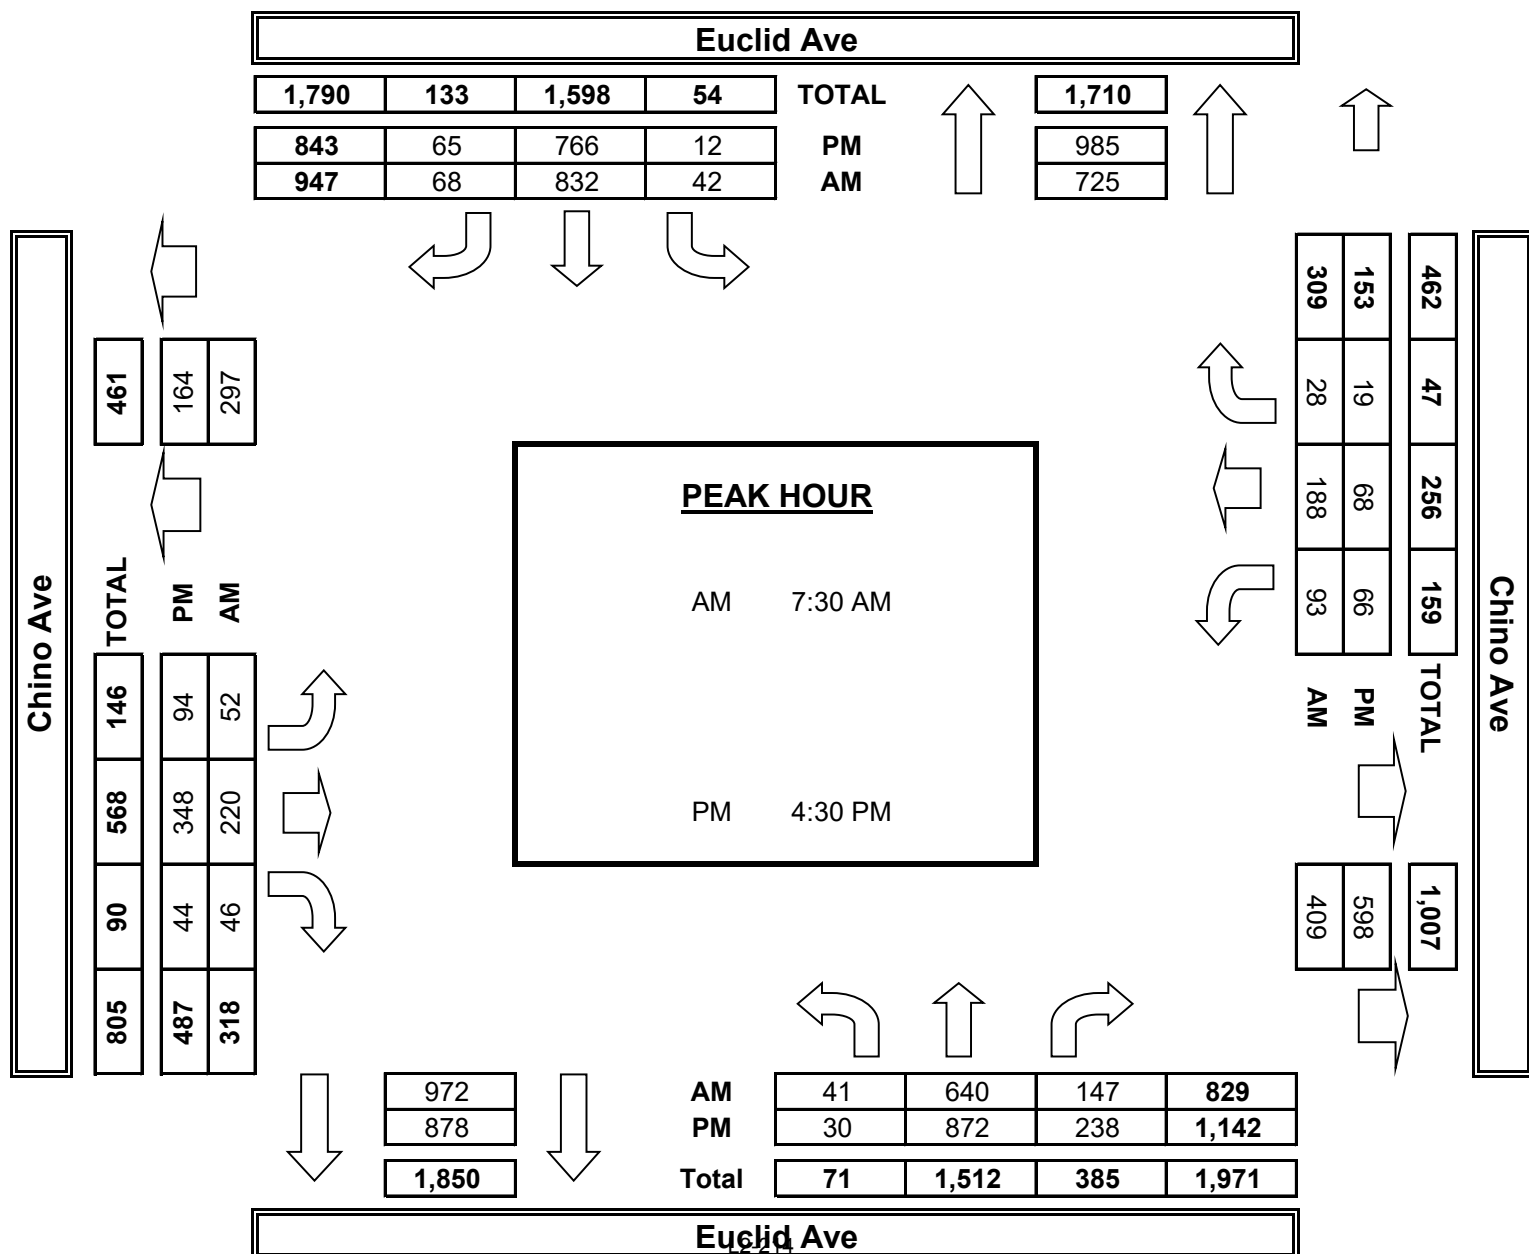 Euclid Ave
1,790 133 1,598 54 TOTAL 1,710
843 65 766 12 PM 985
947 68 832 42 AM 725
Chino Ave
461 164 297
TOTAL PM AM
146 94 52
568 348 220
90 44 46
805 487 318
PEAK HOUR
AM 7:30 AM
PM 4:30 PM
309 153 462
28 19 47
188 68 256
93 66 159
AM PM TOTAL
409 598 1,007
Chino Ave
972 AM 41 640 147 829
878 PM 30 872 238 1,142
1,850 Total 71 1,512 385 1,971
Euclid Ave
L2-214